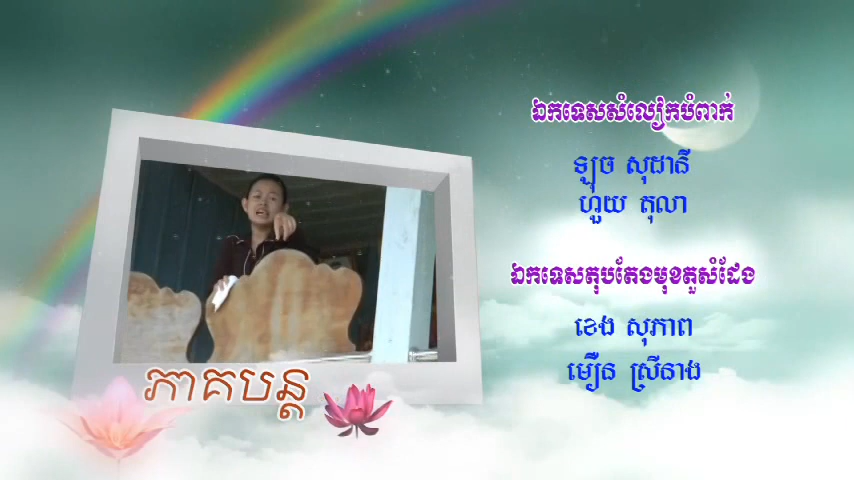 ឯកទេសសំលៀកបំពាក់
ឡុច សុដានី
ហួយ តុលា
ឯកទេសតុបតែងមុខតួសំដែង
ខេង សុភាព
មឿន ស្រីនាង
ភាគបន្ត